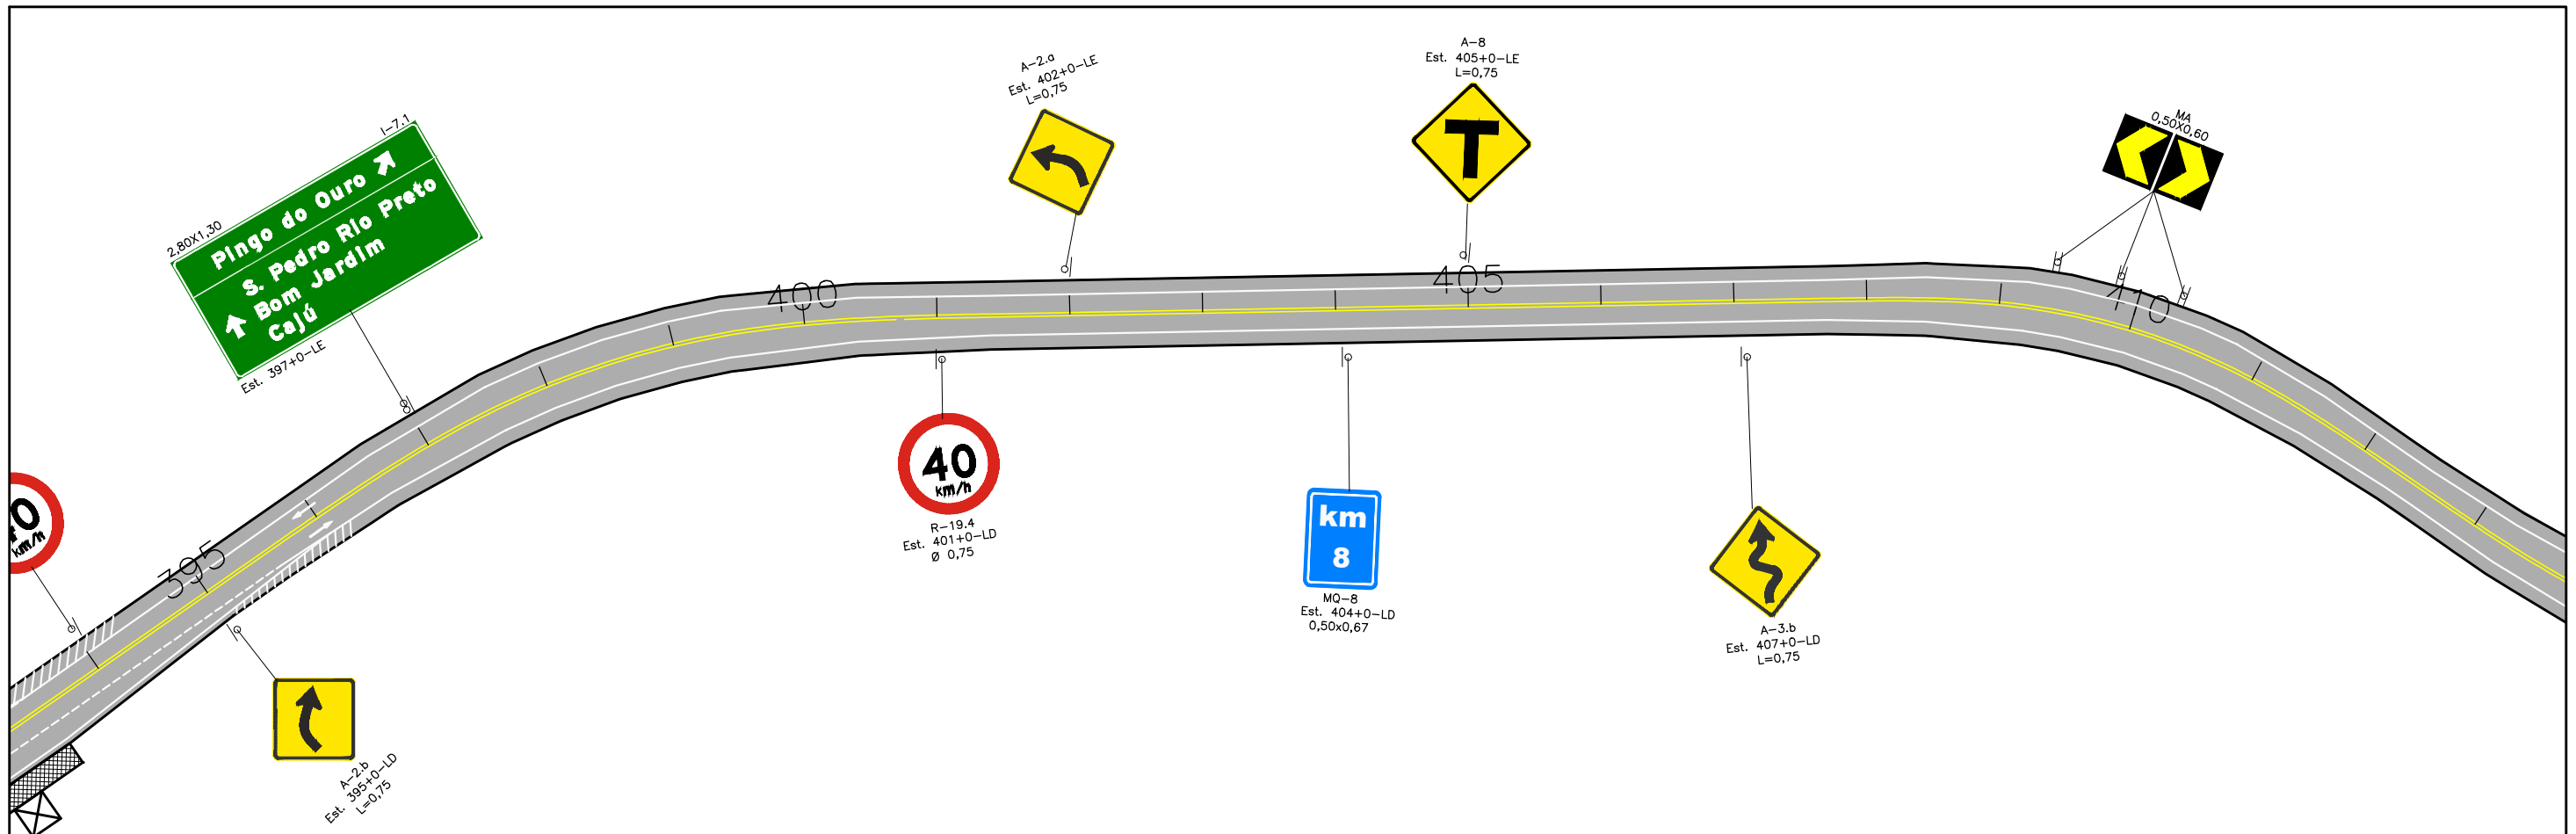 A-2.a
Est. 402+0-LE
L=0,75
A-8
Est. 405+0-LE
L=0,75
MA
0,50X0,60
I-7.1
2,80X1,30
Pingo do Ouro
S. Pedro Rio Preto
Bom Jardim
Cajú
Est. 397+0-LE
400
405
410
395
40
km/h
R-19.4
Est. 401+0-LD
Ø 0,75
km
8
MQ-8
Est. 404+0-LD
0,50x0,67
A-3.b
Est. 407+0-LD
L=0,75
km/h
A-2.b
Est. 395+0-LD
L=0,75